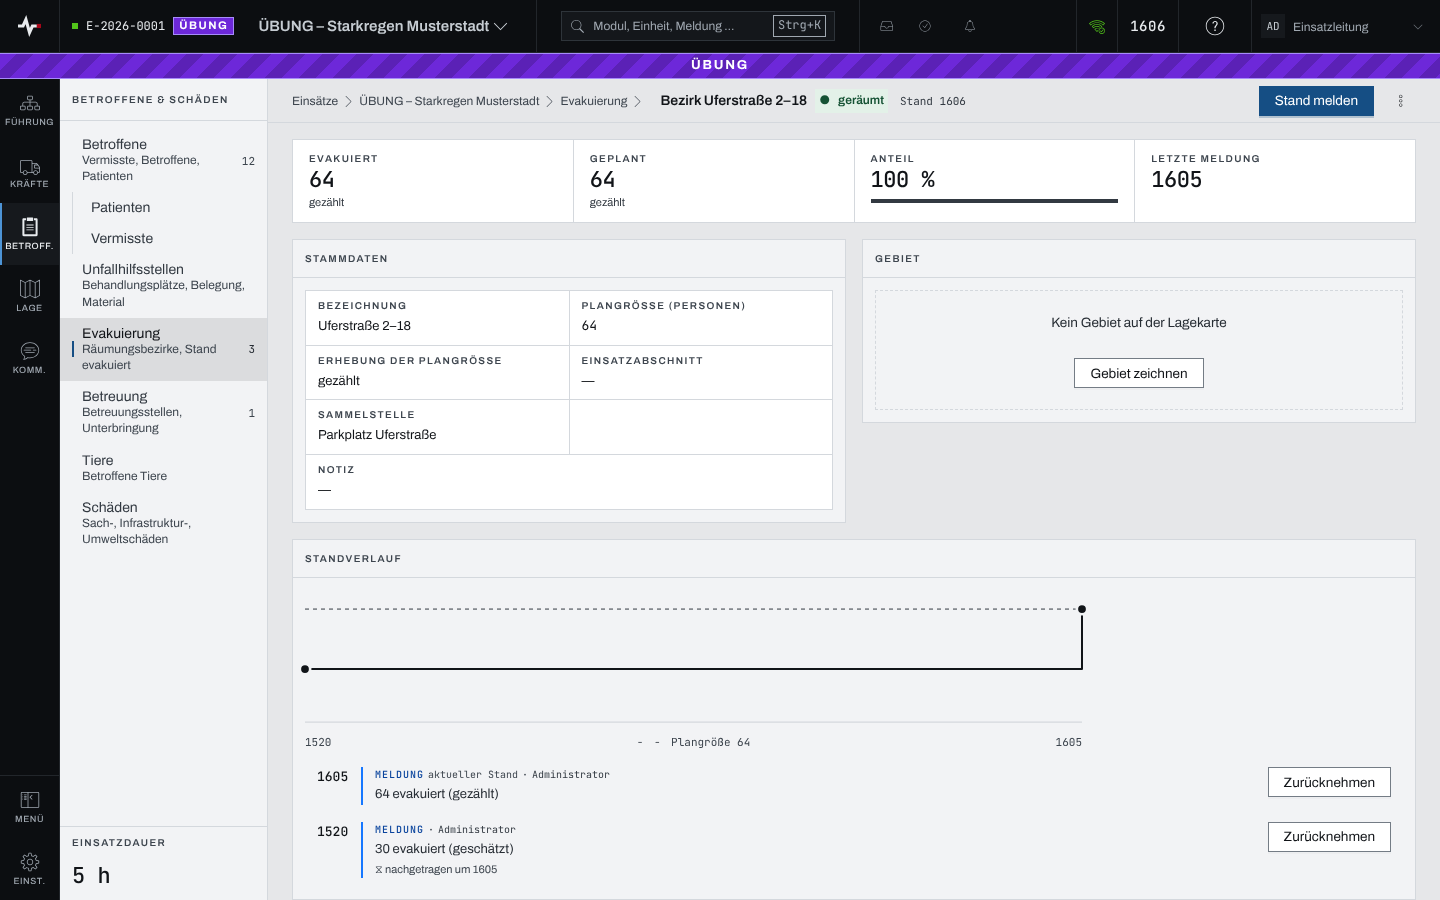 E-2026-0001 ÜBUNG ÜBUNG – Starkregen Musterstadt
Modul, Einheit, Meldung ... Strg+K
1606
?
AD Einsatzleitung
ÜBUNG
FÜHRUNG
KRÄFTE
BETROFF.
LAGE
KOMM.
MENÜ
EINST.
BETROFFENE & SCHÄDEN
Betroffene
Vermisste, Betroffene,
Patienten
12
Patienten
Vermisste
Unfallhilfsstellen
Behandlungsplätze, Belegung,
Material
Evakuierung
Räumungsbezirke, Stand
evakuiert
3
Betreuung
Betreuungsstellen,
Unterbringung
1
Tiere
Betroffene Tiere
Schäden
Sach-, Infrastruktur-,
Umweltschäden
EINSATZDAUER
5 h
Einsätze ÜBUNG – Starkregen Musterstadt Evakuierung Bezirk Uferstraße 2–18 geräumt Stand 1606
Stand melden
EVAKUIERT
64
gezählt
GEPLANT
64
gezählt
ANTEIL
100 %
LETZTE MELDUNG
1605
STAMMDATEN
BEZEICHNUNG
Uferstraße 2–18
PLANGRÖSSE (PERSONEN)
64
ERHEBUNG DER PLANGRÖSSE
gezählt
EINSATZABSCHNITT
—
SAMMELSTELLE
Parkplatz Uferstraße
NOTIZ
—
GEBIET
Kein Gebiet auf der Lagekarte
Gebiet zeichnen
STANDVERLAUF
1520 - - Plangröße 64 1605
1605 MELDUNG aktueller Stand · Administrator
64 evakuiert (gezählt)
Zurücknehmen
1520 MELDUNG · Administrator
30 evakuiert (geschätzt)
⧖ nachgetragen um 1605
Zurücknehmen